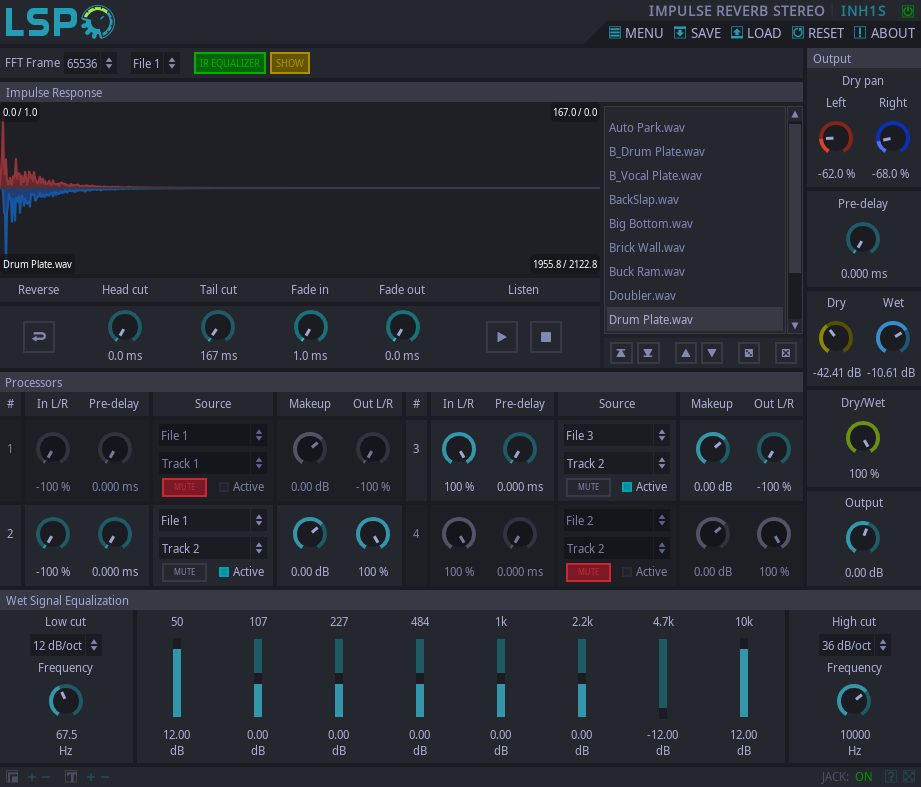 LSP
IMPULSE REVERB STEREO INH1S
MENU SAVE LOAD RESET ABOUT
FFT Frame 65536 File 1 IR EQUALIZER SHOW
Impulse Response
0.0 / 1.0 167.0 / 0.0
Drum Plate.wav 1955.8 / 2122.8
Auto Park.wav
B_Drum Plate.wav
B_Vocal Plate.wav
BackSlap.wav
Big Bottom.wav
Brick Wall.wav
Buck Ram.wav
Doubler.wav
Drum Plate.wav
Reverse Head cut Tail cut Fade in Fade out Listen
0.0 ms 167 ms 1.0 ms 0.0 ms
Output
Dry pan
Left Right
-62.0 % -68.0 %
Pre-delay
0.000 ms
Dry Wet
-42.41 dB -10.61 dB
Dry/Wet
100 %
Output
0.00 dB
Processors
# In L/R Pre-delay Source Makeup Out L/R # In L/R Pre-delay Source Makeup Out L/R
1 File 1
Track 1
-100 % 0.000 ms MUTE Active 0.00 dB -100 %
3 File 3
Track 2
100 % 0.000 ms MUTE Active 0.00 dB -100 %
2 File 1
Track 2
-100 % 0.000 ms MUTE Active 0.00 dB 100 %
4 File 2
Track 2
100 % 0.000 ms MUTE Active 0.00 dB 100 %
Wet Signal Equalization
Low cut
12 dB/oct
Frequency
67.5
Hz
50 107 227 484 1k 2.2k 4.7k 10k
12.00 0.00 0.00 0.00 0.00 0.00 -12.00 12.00
dB dB dB dB dB dB dB dB
High cut
36 dB/oct
Frequency
10000
Hz
JACK: ON